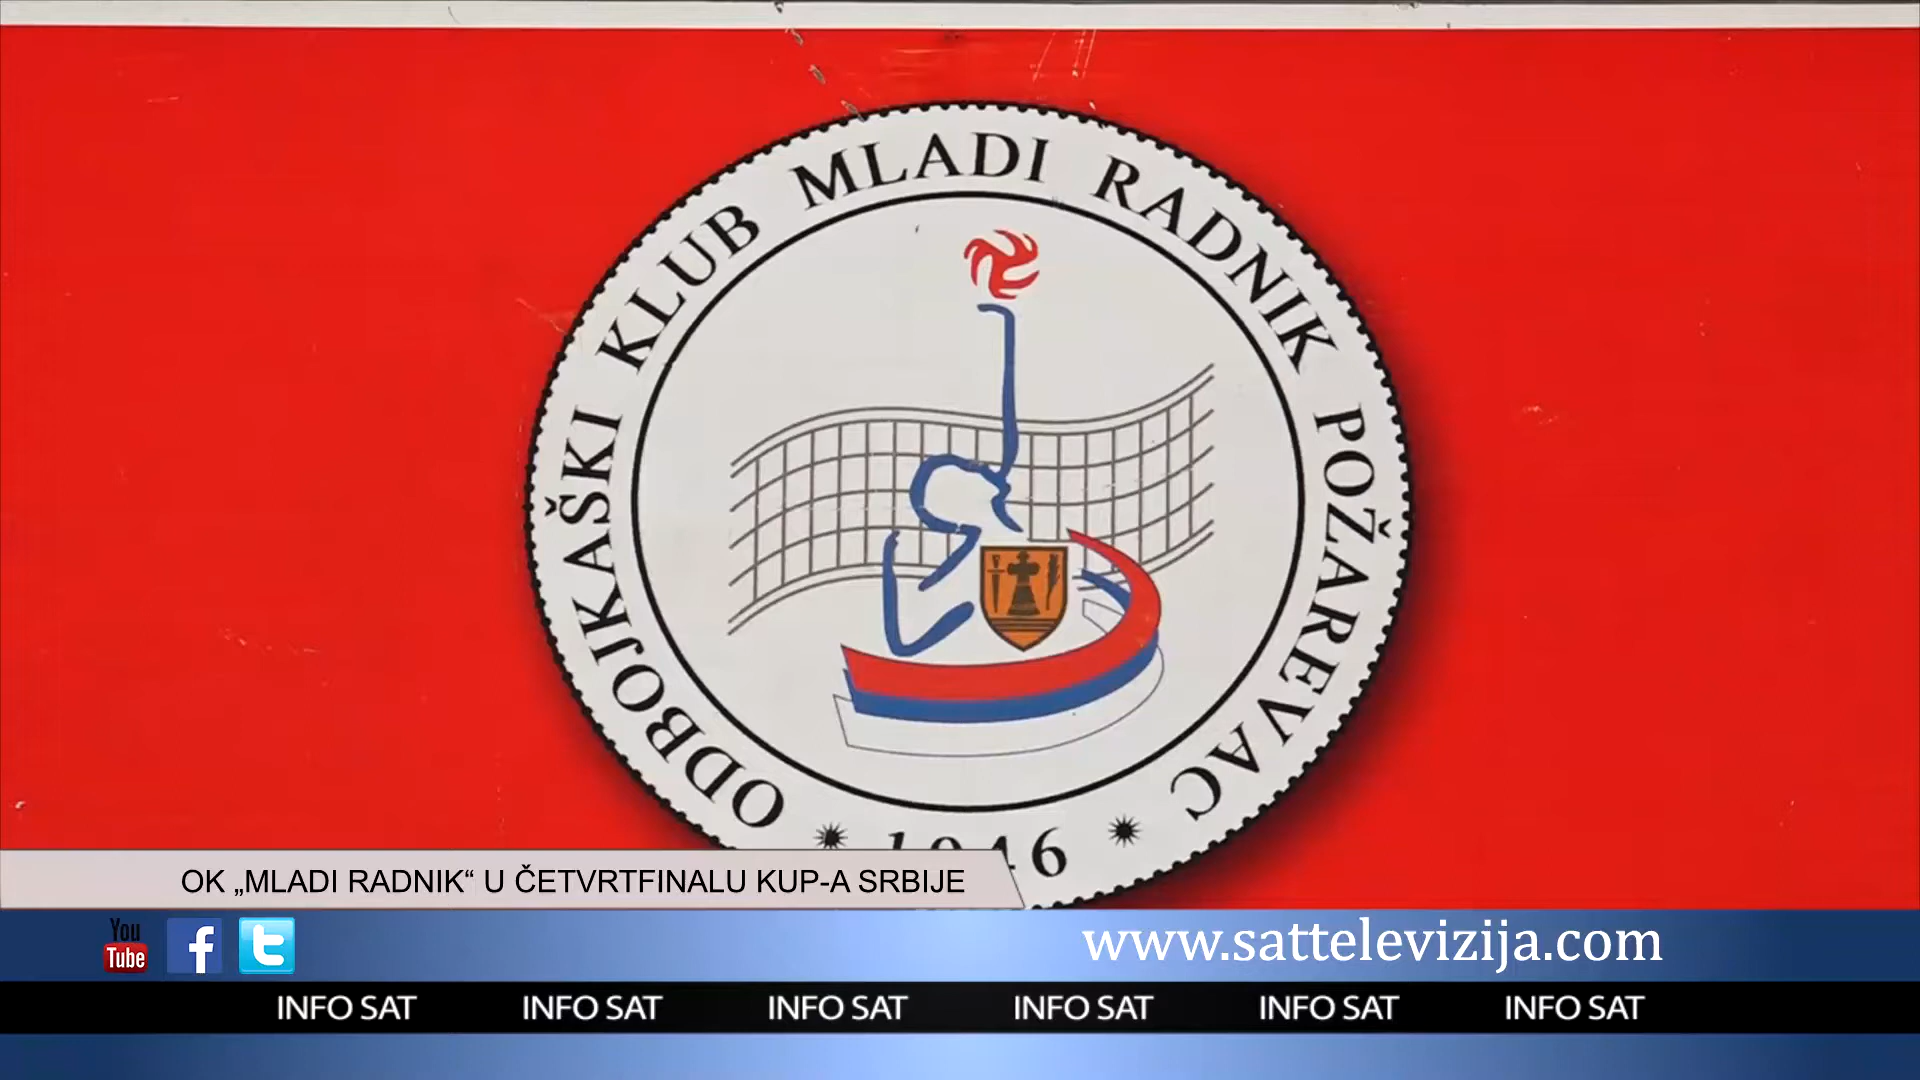 ODBOJKAŠKI KLUB MLADI RADNIK POŽAREVAC
1946
OK „MLADI RADNIK“ U ČETVRTFINALU KUP-A SRBIJE
You Tube f t www.sattelevizija.com
INFO SAT INFO SAT INFO SAT INFO SAT INFO SAT INFO SAT